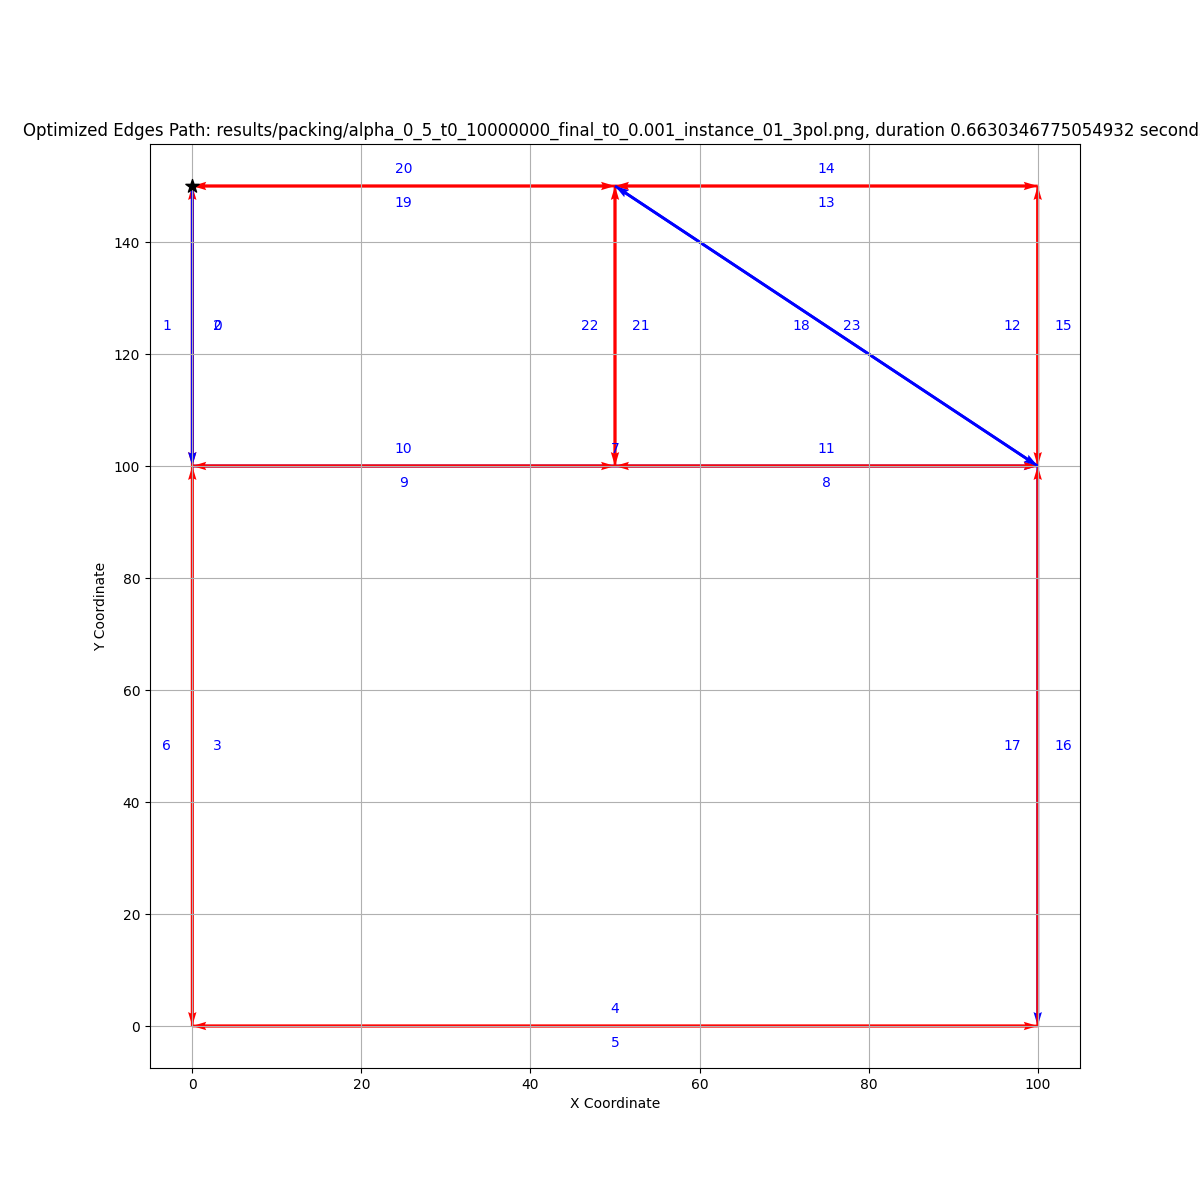 Optimized Edges Path: results/packing/alpha_0_5_t0_10000000_final_t0_0.001_instance_01_3pol.png, duration 0.6630346775054932 second
20 14
19 13
140
1 22 21 18 23 12 15
120
10 7 11
100
9 8
80
Y Coordinate
60
6 3 17 16
40
20
4
0
5
0 20 40 60 80 100
X Coordinate